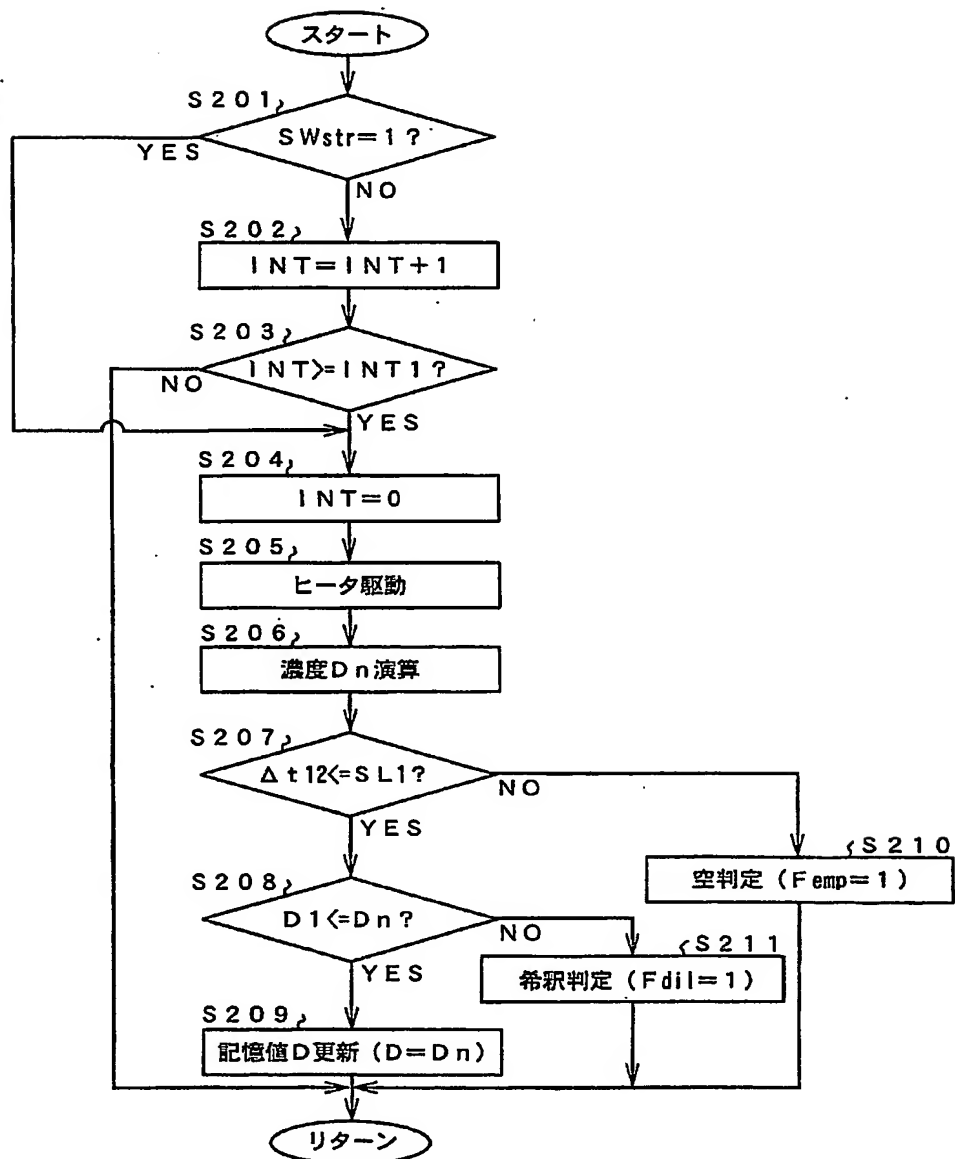 スタート
S201
SWstr=1?
YES
NO
S202
INT=INT+1
S203
INT>=INT1?
NO
YES
S204
INT=0
S205
ヒータ駆動
S206
濃度Dn演算
S207
Δt12<=SL1?
NO
YES
S210
空判定(Femp=1)
S208
D1<=Dn?
NO
YES
S211
希釈判定(Fdil=1)
S209
記憶値D更新(D=Dn)
リターン